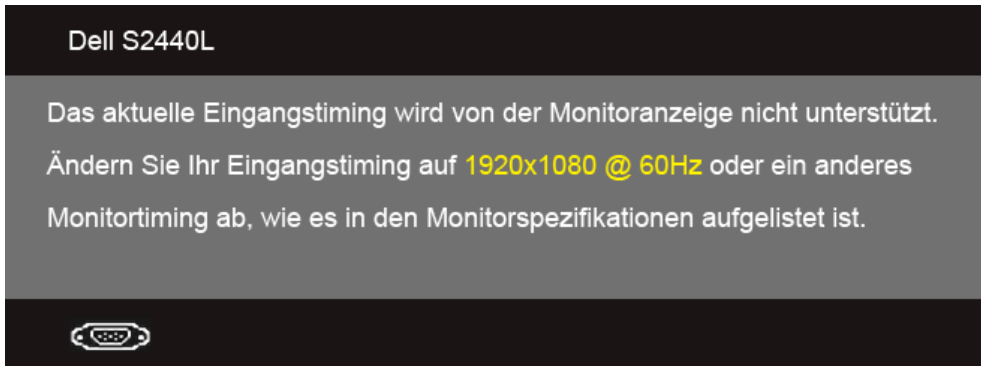 Dell S2440L
Das aktuelle Eingangstiming wird von der Monitoranzeige nicht unterstützt.
Ändern Sie Ihr Eingangstiming auf 1920x1080 @ 60Hz oder ein anderes
Monitortiming ab, wie es in den Monitorspezifikationen aufgelistet ist.